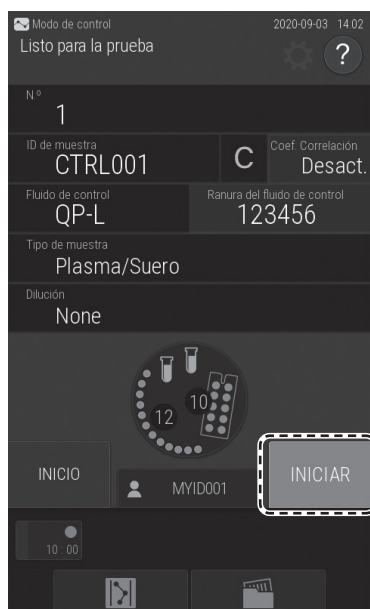 Modo de control 2020-09-03 14:02
Listo para la prueba
?
N.º
1
ID de muestra
CTRL001
C
Coef. Correlación
Desact.
Fluido de control
QP-L
Ranura del fluido de control
123456
Tipo de muestra
Plasma/Suero
Dilución
None
12
10
INICIO
MYID001
INICIAR
10 : 00